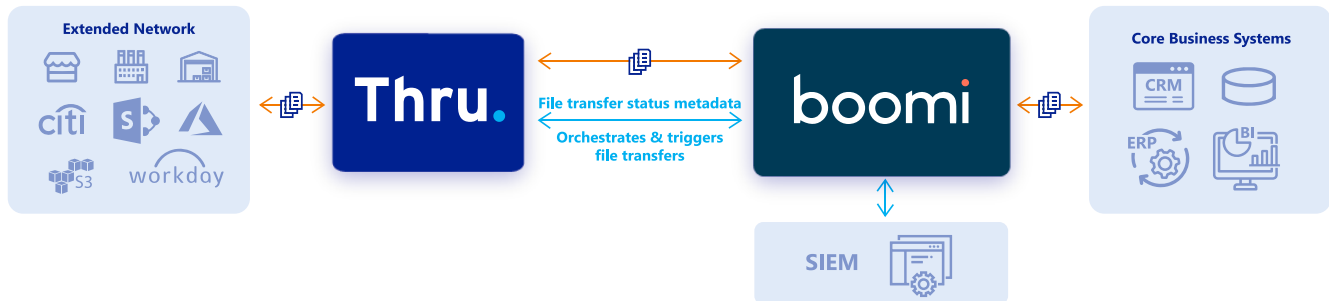 Extended Network
citi
S
S3
workday
Thru.
File transfer status metadata
Orchestrates & triggers
file transfers
boomi
SIEM
Core Business Systems
CRM
ERP
BI